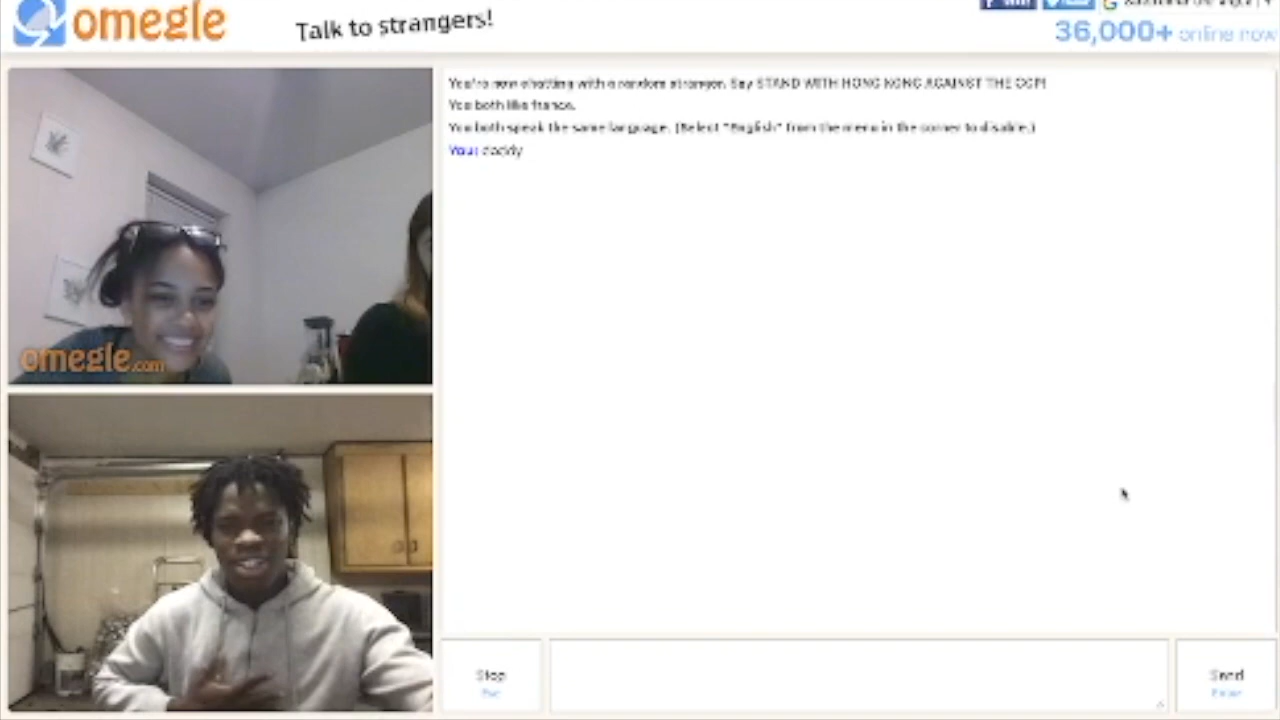 omegle
Talk to strangers!
36,000+ online now
You're now chatting with a random stranger. Say STAND WITH HONG KONG AGAINST THE CCP!
You both like france.
You both speak the same language. (Select "English" from the menu in the corner to disable.)
You: daddy
omegle.com
Stop
Esc
Send
Enter